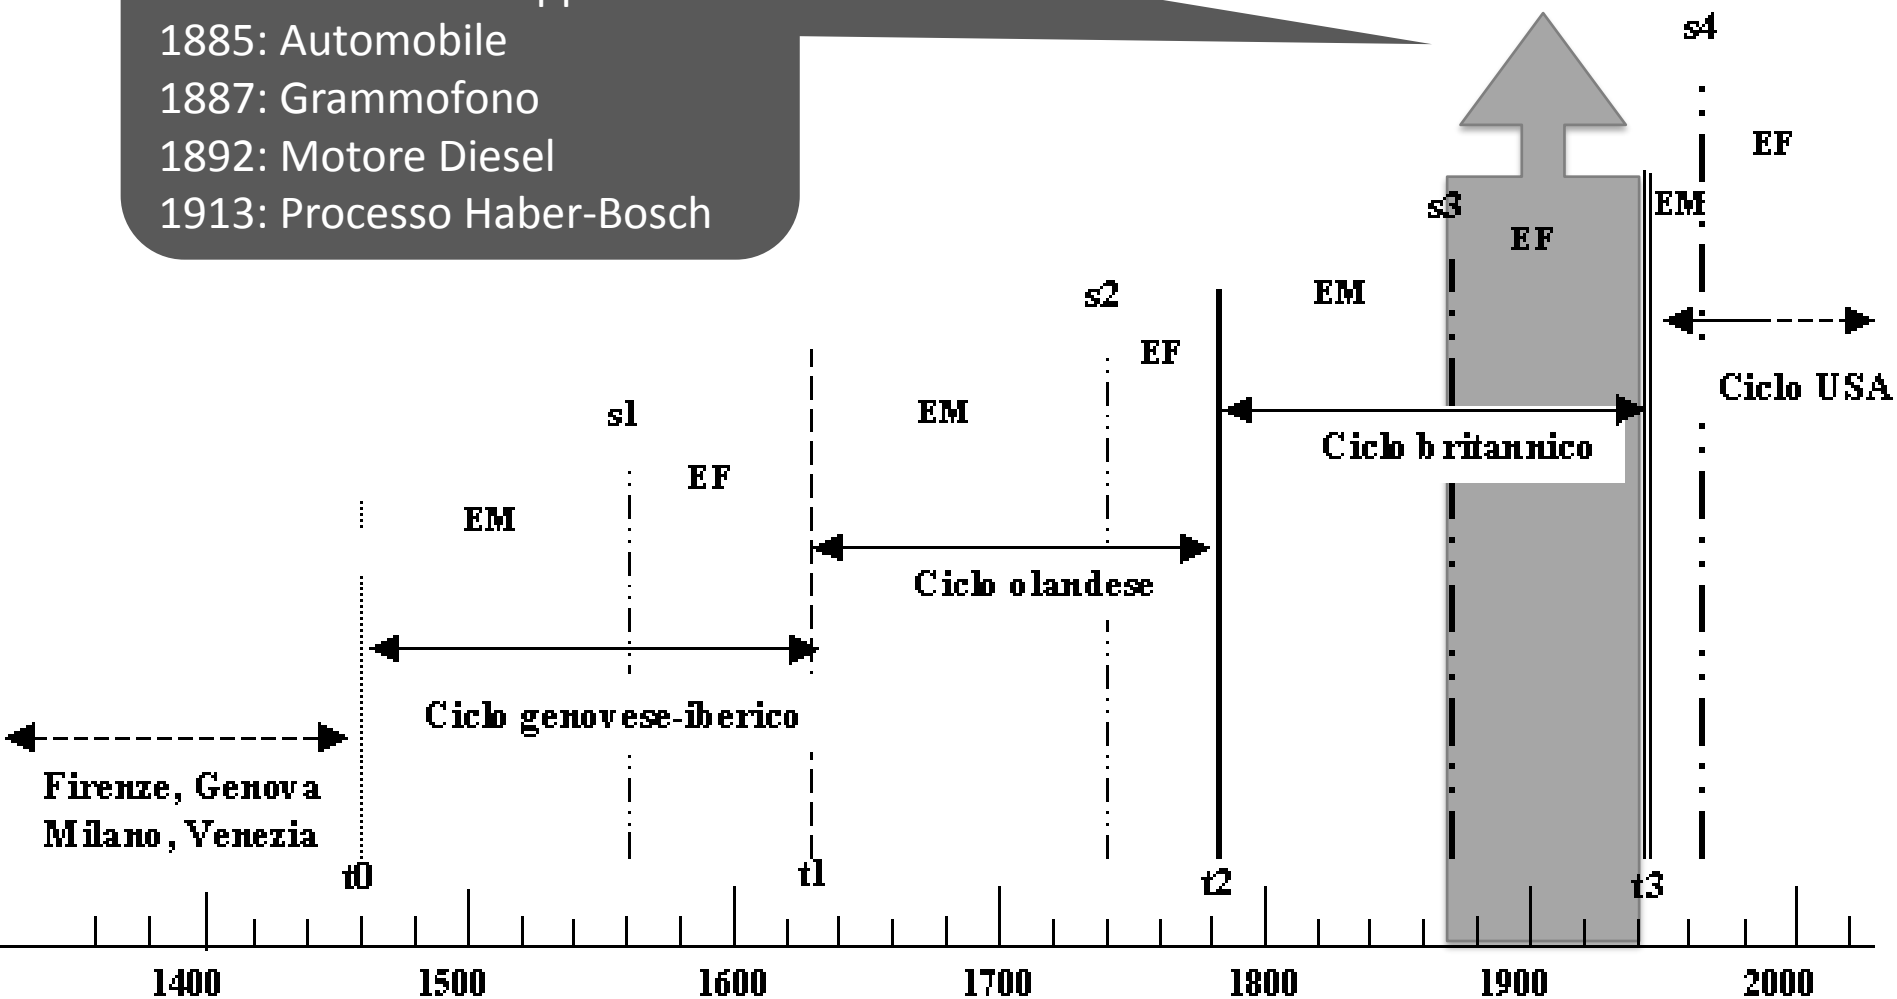 1885: Automobile
1887: Grammofono
1892: Motore Diesel
1913: Processo Haber-Bosch
s4
EF
s3
EM
EF
s2
EM
EF
Ciclo USA
s1
EM
Ciclo britannico
EF
EM
Ciclo olandese
Ciclo genovese-iberico
Firenze, Genova
Milano, Venezia
t0
t1
t2
t3
1400
1500
1600
1700
1800
1900
2000